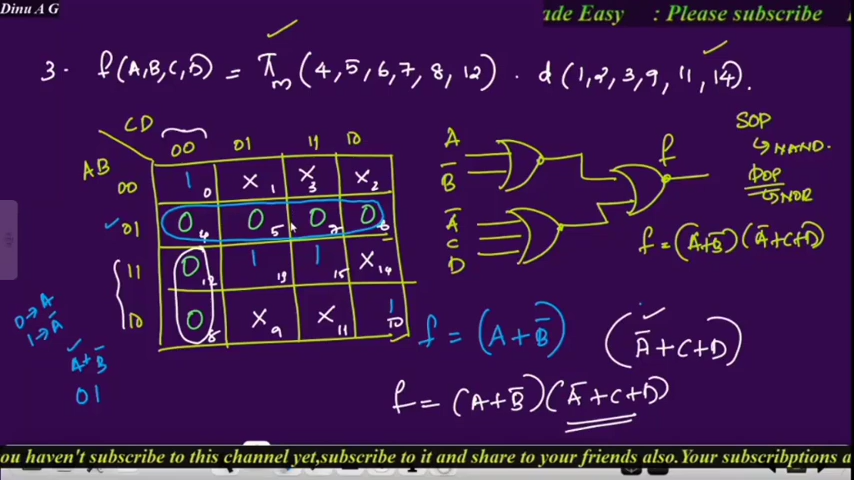 Dinu A G
ade Easy : Please subscribe
3. f(A,B,C,D) = πm (4,5,6,7,8,12) . d(1,2,3,9,11,14).
CD
AB 00 01 11 10
00 1 0 X 1 X 3 X 2
01 0 4 0 5 0 7 0 6
11 0 12 1 13 1 15 X 14
10 0 8 X 9 X 11 1 10
0→A
1→A̅
A+B̅
01
A
B̅
A̅
C
D
f
SOP
↳NAND.
POS
↳NOR
f=(A+B̅)(A̅+C+D)
f = (A+B̅) (A̅+C+D)
f = (A+B̅)(A̅+C+D)
ou haven't subscribe to this channel yet,subscribe to it and share to your friends also.Your subscribptions a